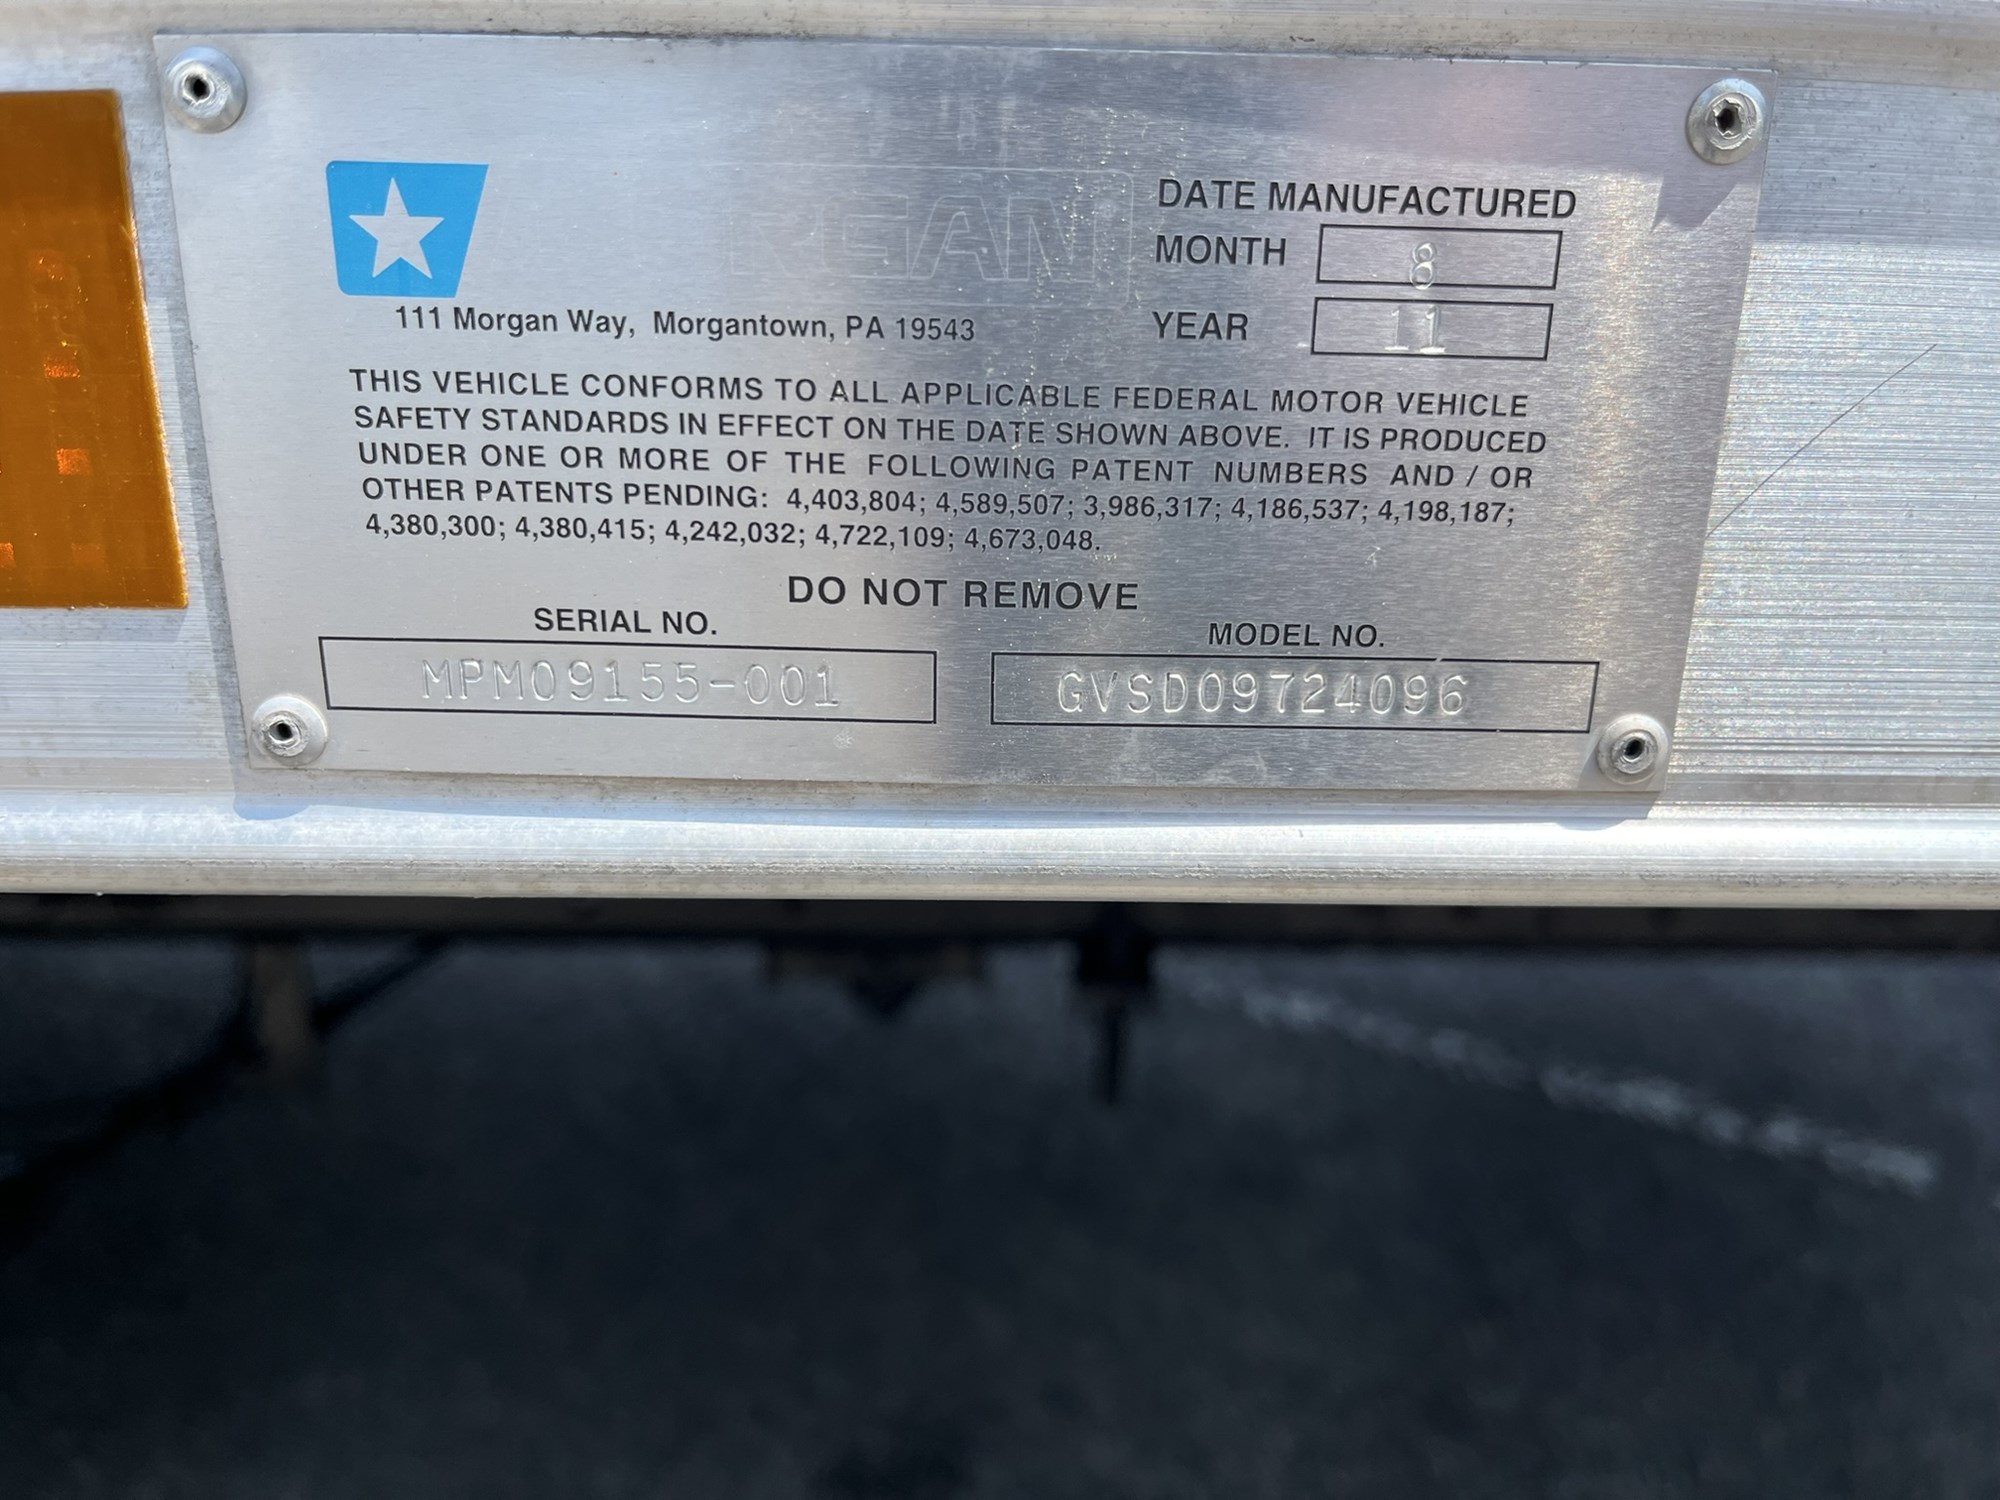 RGAN
DATE MANUFACTURED
MONTH 8
YEAR 11
111 Morgan Way, Morgantown, PA 19543
THIS VEHICLE CONFORMS TO ALL APPLICABLE FEDERAL MOTOR VEHICLE
SAFETY STANDARDS IN EFFECT ON THE DATE SHOWN ABOVE. IT IS PRODUCED
UNDER ONE OR MORE OF THE FOLLOWING PATENT NUMBERS AND / OR
OTHER PATENTS PENDING: 4,403,804; 4,589,507; 3,986,317; 4,186,537; 4,198,187;
4,380,300; 4,380,415; 4,242,032; 4,722,109; 4,673,048.
DO NOT REMOVE
SERIAL NO.
MPM09155-001
MODEL NO.
GVSD09724096